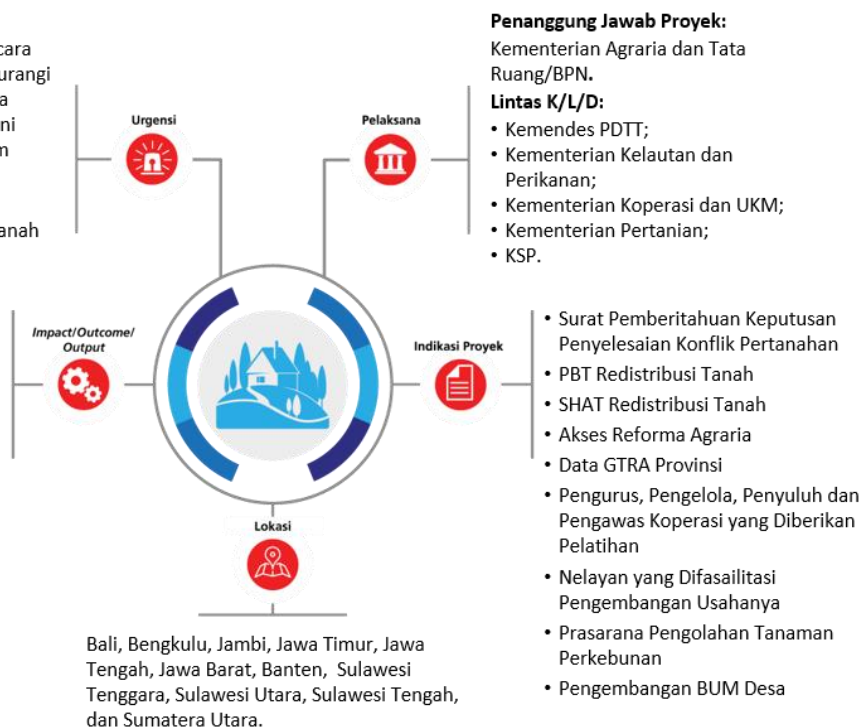 cara
urangi
a
ni
n
anah
Urgensi
Pelaksana
Penanggung Jawab Proyek:
Kementerian Agraria dan Tata
Ruang/BPN.
Lintas K/L/D:
• Kemendes PDTT;
• Kementerian Kelautan dan
Perikanan;
• Kementerian Koperasi dan UKM;
• Kementerian Pertanian;
• KSP.
Impact/Outcome/
Output
Indikasi Proyek
• Surat Pemberitahuan Keputusan
Penyelesaian Konflik Pertanahan
• PBT Redistribusi Tanah
• SHAT Redistribusi Tanah
• Akses Reforma Agraria
• Data GTRA Provinsi
• Pengurus, Pengelola, Penyuluh dan
Pengawas Koperasi yang Diberikan
Pelatihan
• Nelayan yang Difasailitasi
Pengembangan Usahanya
• Prasarana Pengolahan Tanaman
Perkebunan
• Pengembangan BUM Desa
Lokasi
Bali, Bengkulu, Jambi, Jawa Timur, Jawa
Tengah, Jawa Barat, Banten, Sulawesi
Tenggara, Sulawesi Utara, Sulawesi Tengah,
dan Sumatera Utara.